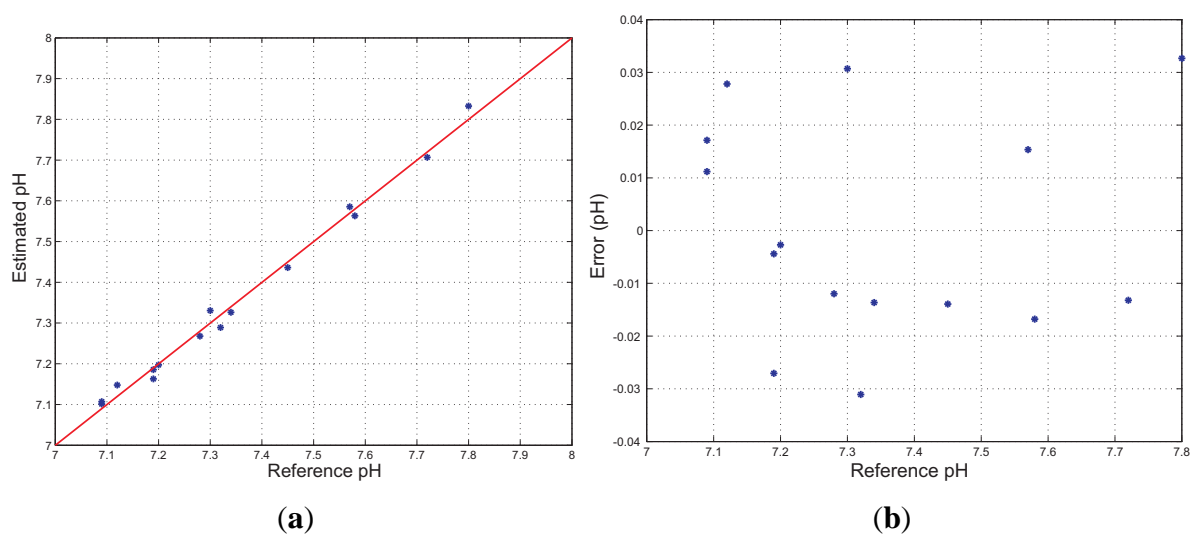 8
7.9
7.8
7.7
7.6
7.5
7.4
7.3
7.2
7.1
7
Estimated pH
7 7.1 7.2 7.3 7.4 7.5 7.6 7.7 7.8 7.9 8
Reference pH
(a)
0.04
0.03
0.02
0.01
0
-0.01
-0.02
-0.03
-0.04
Error (pH)
7 7.1 7.2 7.3 7.4 7.5 7.6 7.7 7.8
Reference pH
(b)